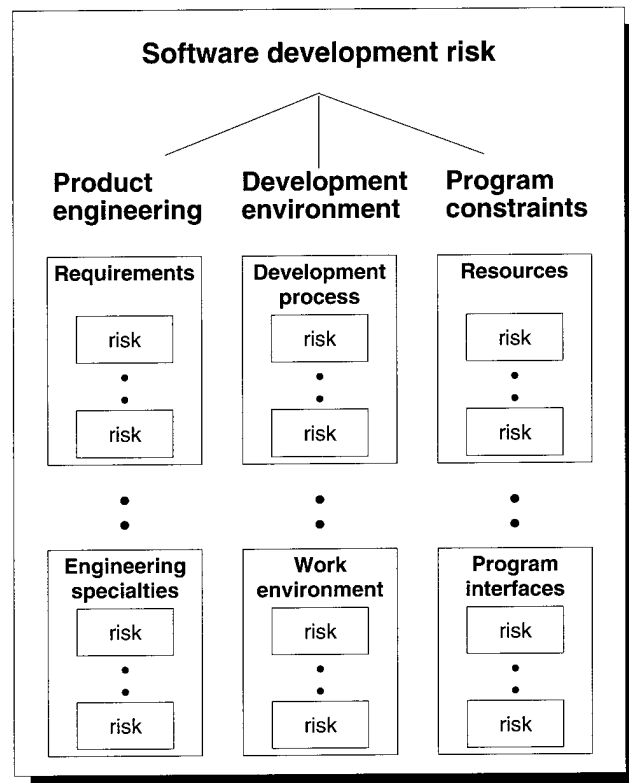 Software development risk
Product
engineering
Development
environment
Program
constraints
Requirements
risk
risk
Development
process
risk
risk
Resources
risk
risk
Engineering
specialties
risk
risk
Work
environment
risk
risk
Program
interfaces
risk
risk